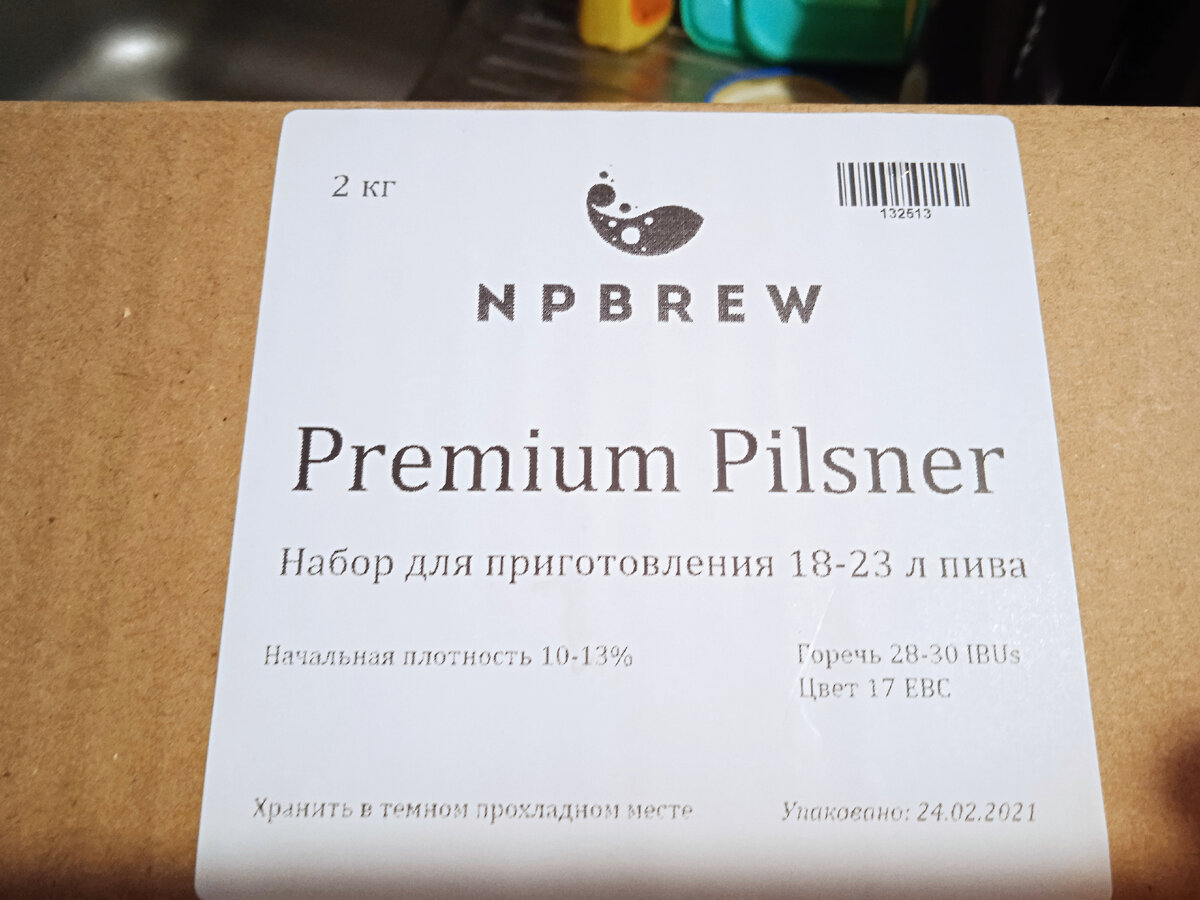 2 кг
132513
NPBREW
Premium Pilsner
Набор для приготовления 18-23 л пива
Начальная плотность 10-13%
Горечь 28-30 IBUs
Цвет 17 EBC
Хранить в темном прохладном месте
Упаковано: 24.02.2021